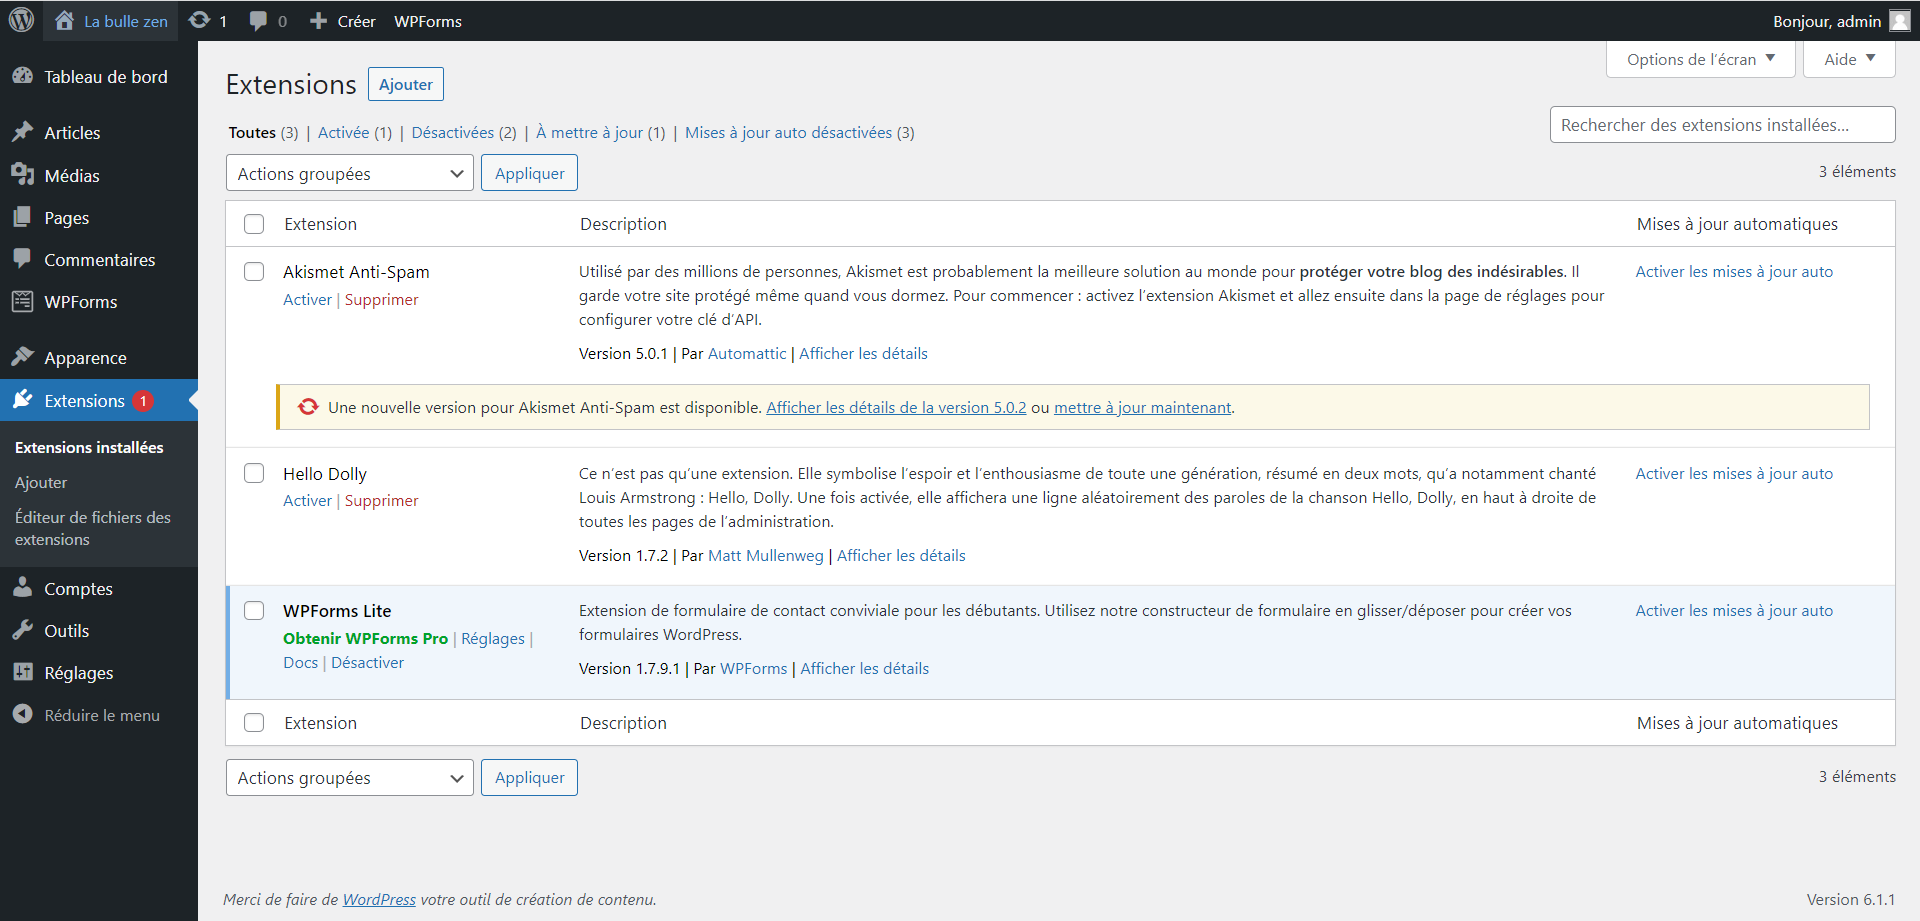 La bulle zen 1 0 Créer WPForms Bonjour, admin
Tableau de bord
Articles
Médias
Pages
Commentaires
WPForms
Apparence
Extensions 1
Extensions installées
Ajouter
Éditeur de fichiers des
extensions
Comptes
Outils
Réglages
Réduire le menu
Options de l’écran Aide
Extensions Ajouter
Toutes (3) | Activée (1) | Désactivées (2) | À mettre à jour (1) | Mises à jour auto désactivées (3)
Rechercher des extensions installées...
Actions groupées Appliquer
3 éléments
Extension Description Mises à jour automatiques
Akismet Anti-Spam
Activer | Supprimer
Utilisé par des millions de personnes, Akismet est probablement la meilleure solution au monde pour protéger votre blog des indésirables. Il
garde votre site protégé même quand vous dormez. Pour commencer : activez l’extension Akismet et allez ensuite dans la page de réglages pour
configurer votre clé d’API.
Version 5.0.1 | Par Automattic | Afficher les détails
Activer les mises à jour auto
Une nouvelle version pour Akismet Anti-Spam est disponible. Afficher les détails de la version 5.0.2 ou mettre à jour maintenant.
Hello Dolly
Activer | Supprimer
Ce n’est pas qu’une extension. Elle symbolise l’espoir et l’enthousiasme de toute une génération, résumé en deux mots, qu’a notamment chanté
Louis Armstrong : Hello, Dolly. Une fois activée, elle affichera une ligne aléatoirement des paroles de la chanson Hello, Dolly, en haut à droite de
toutes les pages de l’administration.
Version 1.7.2 | Par Matt Mullenweg | Afficher les détails
Activer les mises à jour auto
WPForms Lite
Obtenir WPForms Pro | Réglages |
Docs | Désactiver
Extension de formulaire de contact conviviale pour les débutants. Utilisez notre constructeur de formulaire en glisser/déposer pour créer vos
formulaires WordPress.
Version 1.7.9.1 | Par WPForms | Afficher les détails
Activer les mises à jour auto
Extension Description Mises à jour automatiques
Actions groupées Appliquer
3 éléments
Merci de faire de WordPress votre outil de création de contenu.
Version 6.1.1